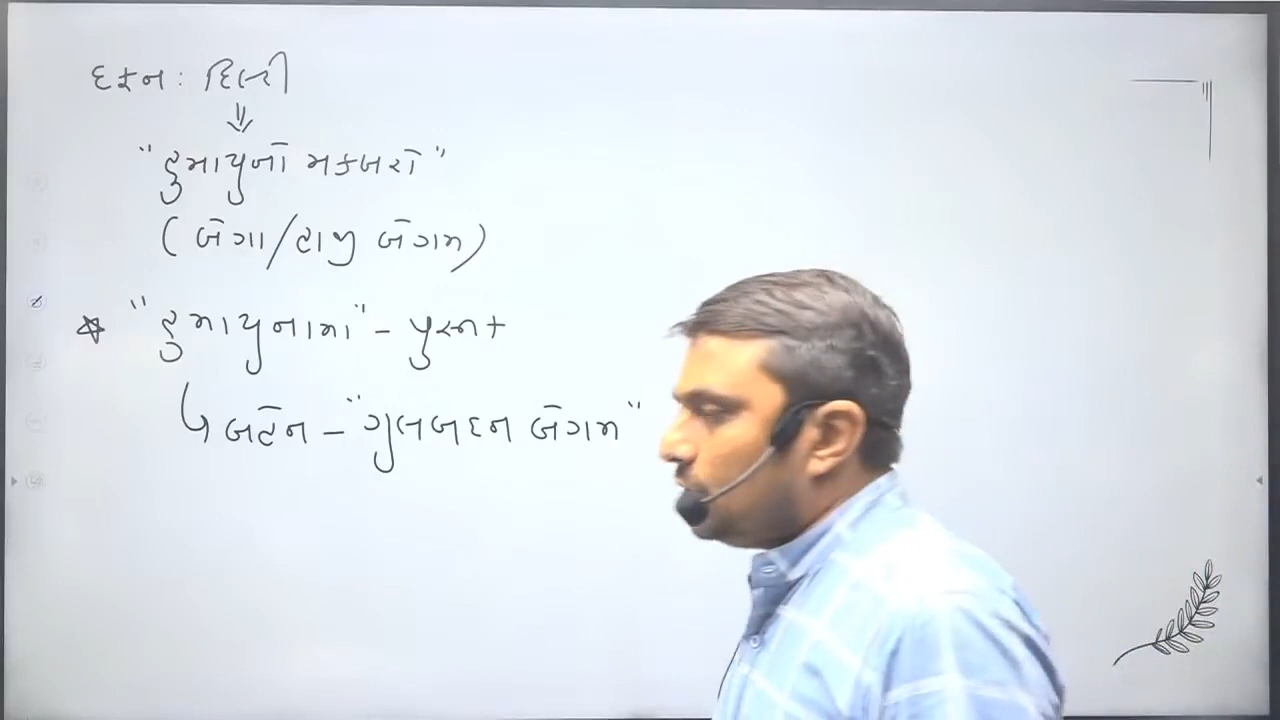 દફન : દિલ્લી
"હુમાયુનો મકબરો"
(બેગા/હાજી બેગમ)
"હુમાયુનામા" - પુસ્તક
બહેન - "ગુલબદન બેગમ"